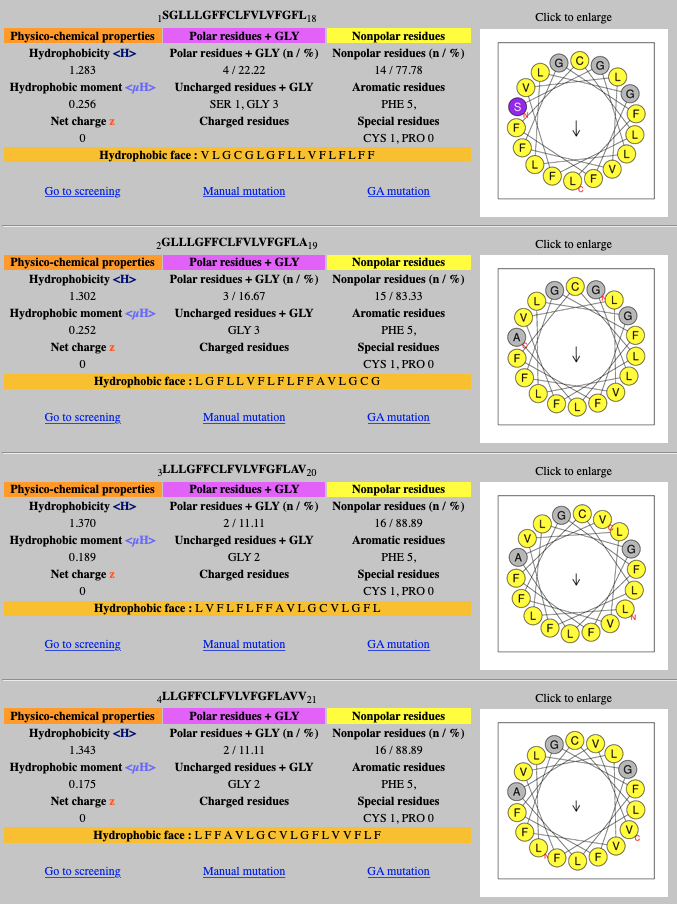 1SGLLLGFFCLFVLVFGFL18
Click to enlarge
Physico-chemical properties Polar residues + GLY Nonpolar residues
Hydrophobicity <H> Polar residues + GLY (n / %) Nonpolar residues (n / %)
1.283 4 / 22.22 14 / 77.78
Hydrophobic moment <μH> Uncharged residues + GLY Aromatic residues
0.256 SER 1, GLY 3 PHE 5,
Net charge z Charged residues Special residues
0 CYS 1, PRO 0
Hydrophobic face : V L G C G L G F L L V F L F L F F
Go to screening Manual mutation GA mutation
S V L G C G L G F L L V F L F L F F
N C
2GLLLGFFCLFVLVFGFLA19
Click to enlarge
Physico-chemical properties Polar residues + GLY Nonpolar residues
Hydrophobicity <H> Polar residues + GLY (n / %) Nonpolar residues (n / %)
1.302 3 / 16.67 15 / 83.33
Hydrophobic moment <μH> Uncharged residues + GLY Aromatic residues
0.252 GLY 3 PHE 5,
Net charge z Charged residues Special residues
0 CYS 1, PRO 0
Hydrophobic face : L G F L L V F L F L F F A V L G C G
Go to screening Manual mutation GA mutation
A V L G C G L G F L L V F L F L F F
C
3LLLGFFCLFVLVFGFLAV20
Click to enlarge
Physico-chemical properties Polar residues + GLY Nonpolar residues
Hydrophobicity <H> Polar residues + GLY (n / %) Nonpolar residues (n / %)
1.370 2 / 11.11 16 / 88.89
Hydrophobic moment <μH> Uncharged residues + GLY Aromatic residues
0.189 GLY 2 PHE 5,
Net charge z Charged residues Special residues
0 CYS 1, PRO 0
Hydrophobic face : L V F L F L F F A V L G C V L G F L
Go to screening Manual mutation GA mutation
A V L G C V L G F L L V F L F L F F
C N
4LLGFFCLFVLVFGFLAVV21
Click to enlarge
Physico-chemical properties Polar residues + GLY Nonpolar residues
Hydrophobicity <H> Polar residues + GLY (n / %) Nonpolar residues (n / %)
1.343 2 / 11.11 16 / 88.89
Hydrophobic moment <μH> Uncharged residues + GLY Aromatic residues
0.175 GLY 2 PHE 5,
Net charge z Charged residues Special residues
0 CYS 1, PRO 0
Hydrophobic face : L F F A V L G C V L G F L V V F L F
Go to screening Manual mutation GA mutation
A V L G C V L G F L V V F L F L F F
C N